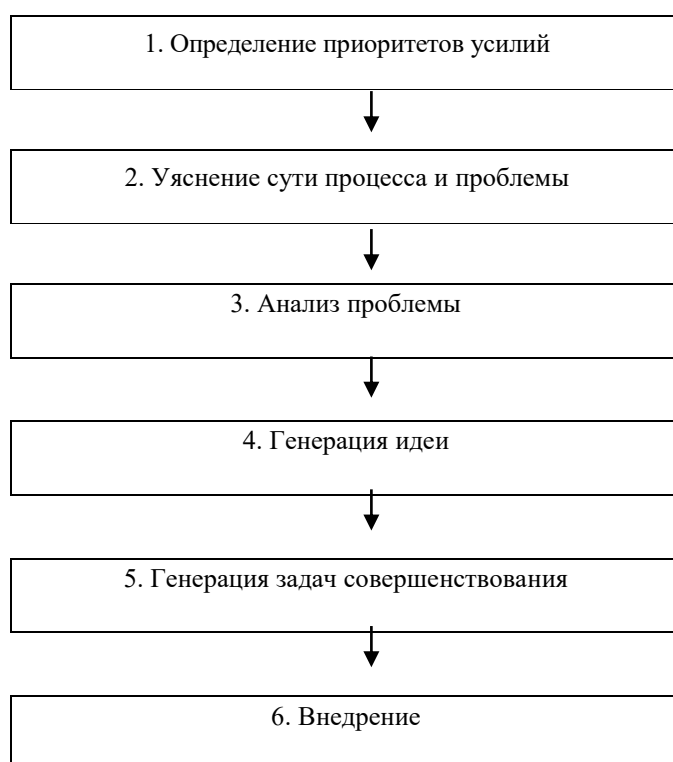 1. Определение приоритетов усилий
2. Уяснение сути процесса и проблемы
3. Анализ проблемы
4. Генерация идеи
5. Генерация задач совершенствования
6. Внедрение